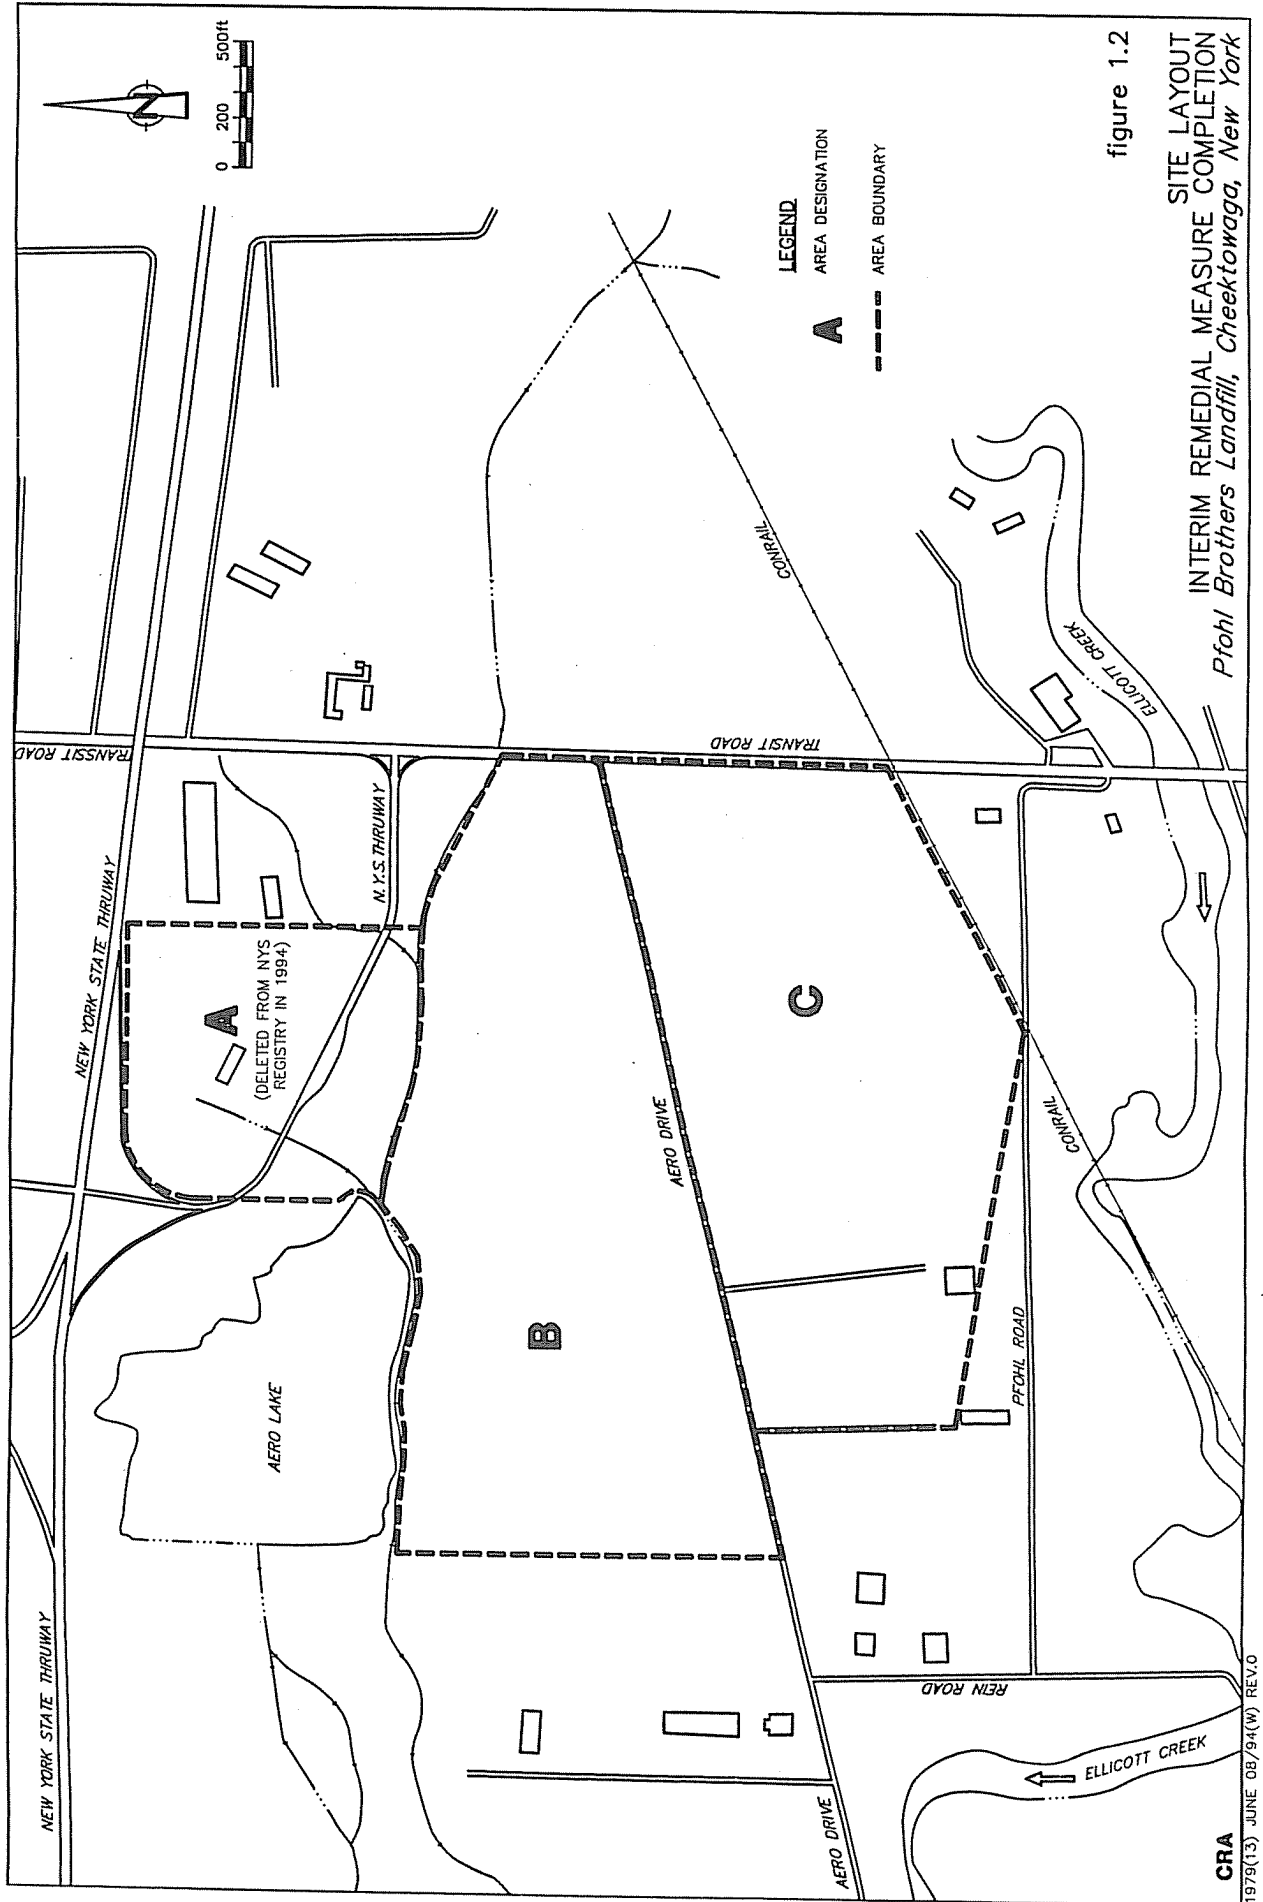 0 200 500ft
N
TRANSSIT ROAD
NEW YORK STATE THRUWAY
N.Y.S. THRUWAY
A
(DELETED FROM NYS
REGISTRY IN 1994)
NEW YORK STATE THRUWAY
AERO LAKE
TRANSIT ROAD
CONRAIL
B
AERO DRIVE
C
CONRAIL
PFOHL ROAD
REIN ROAD
AERO DRIVE
ELLICOTT CREEK
ELLICOTT CREEK
LEGEND
A AREA DESIGNATION
AREA BOUNDARY
figure 1.2
SITE LAYOUT
INTERIM REMEDIAL MEASURE COMPLETION
Pfohl Brothers Landfill, Cheektowaga, New York
CRA
1979(13) JUNE 08/94(W) REV.0